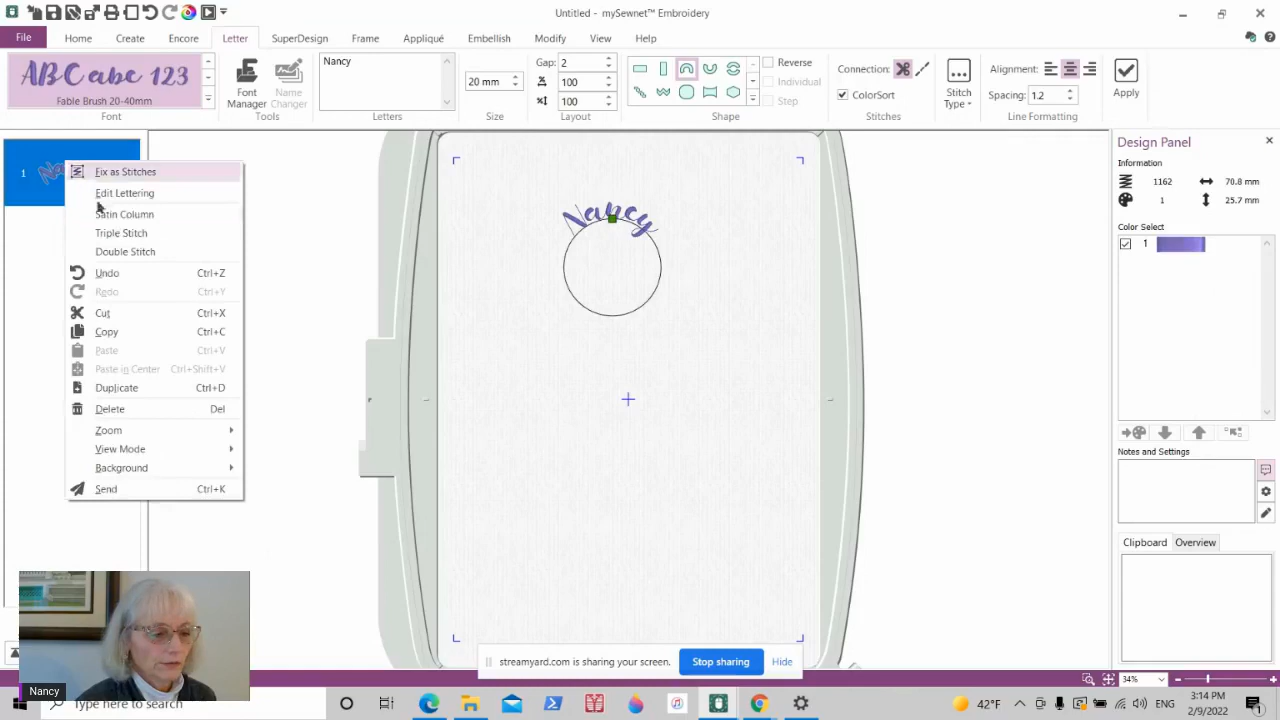 Untitled - mySewnet™ Embroidery
File Home Create Encore Letter SuperDesign Frame Appliqué Embellish Modify View Help
ABC abc 123
Fable Brush 20-40mm
Font
Font Manager
Name Changer
Tools
Nancy
Letters
20 mm
Size
Gap: 2
100
100
Layout
Reverse
Individual
Step
Shape
Connection:
ColorSort
Stitches
Stitch Type
Alignment:
Spacing: 1.2
Line Formatting
Apply
1
Fix as Stitches
Edit Lettering
Satin Column
Triple Stitch
Double Stitch
Undo Ctrl+Z
Redo Ctrl+Y
Cut Ctrl+X
Copy Ctrl+C
Paste Ctrl+V
Paste in Center Ctrl+Shift+V
Duplicate Ctrl+D
Delete Del
Zoom
View Mode
Background
Send Ctrl+K
Nancy
Design Panel
Information
1162 70.8 mm
1 25.7 mm
Color Select
1
Notes and Settings
Clipboard Overview
streamyard.com is sharing your screen. Stop sharing Hide
34%
Nancy
Type here to search
42°F
3:14 PM
2/9/2022